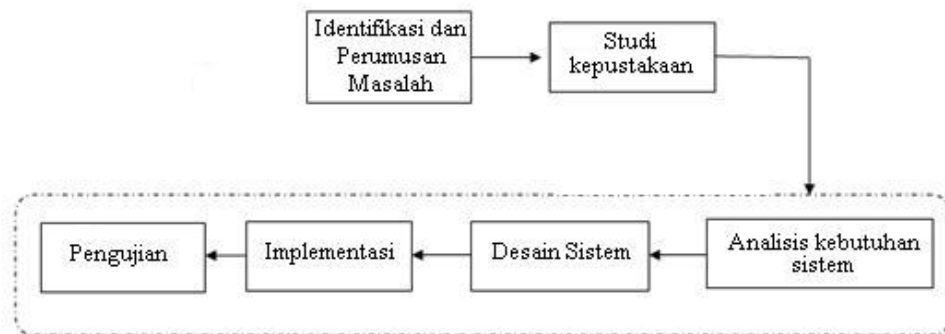 Identifikasi dan
Perumusan
Masalah
Studi
kepustakaan
Analisis kebutuhan
sistem
Desain Sistem
Implementasi
Pengujian